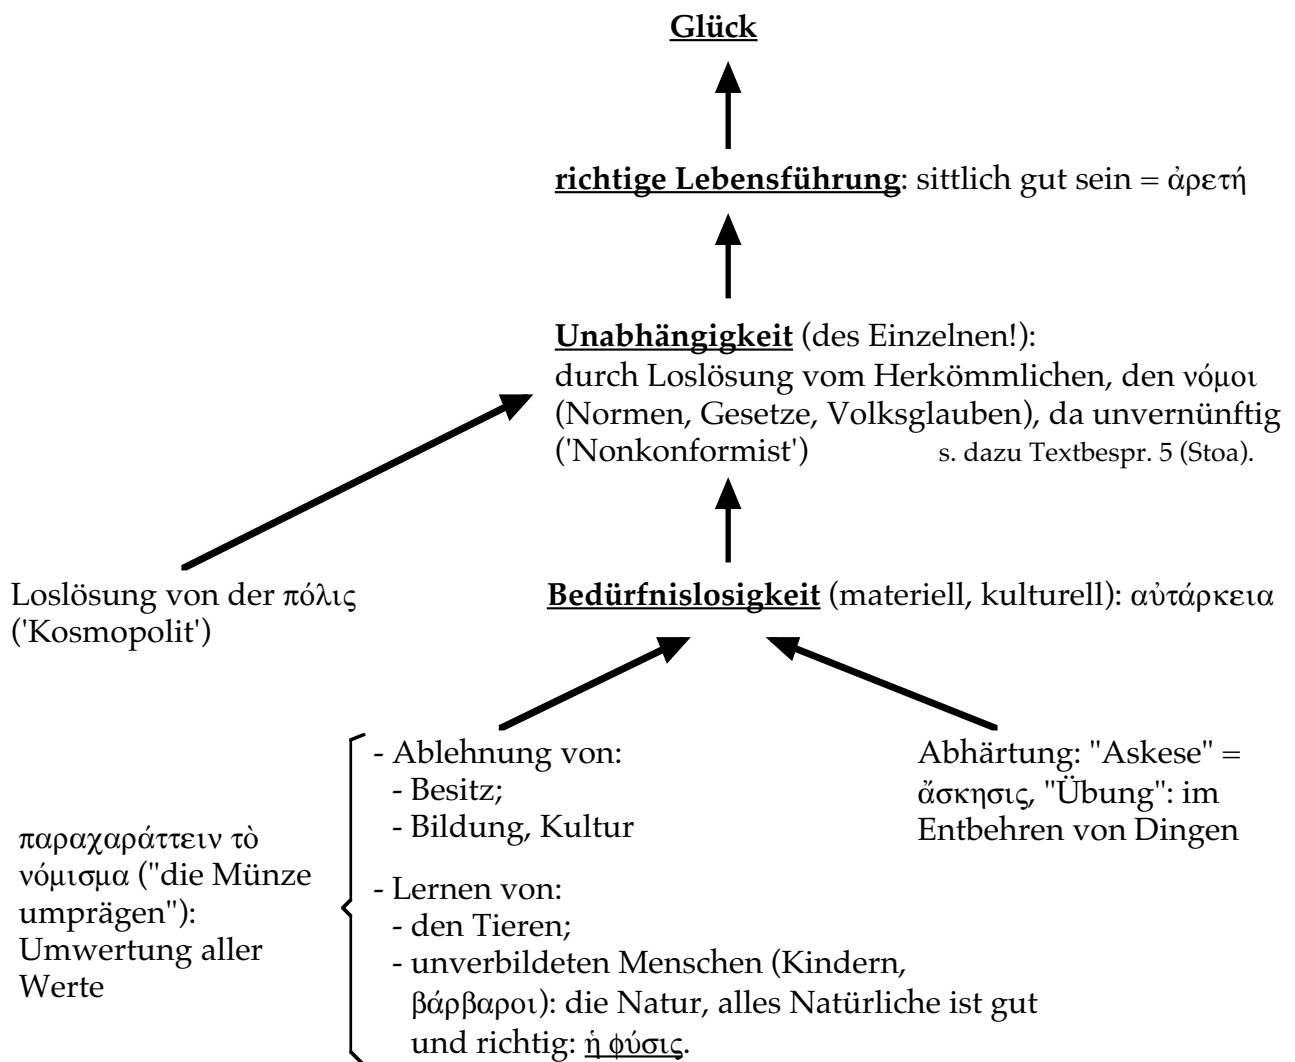 Glück
richtige Lebensführung: sittlich gut sein = ἀρετή
Unabhängigkeit (des Einzelnen!):
durch Loslösung vom Herkömmlichen, den νόμοι
(Normen, Gesetze, Volksglauben), da unvernünftig
('Nonkonformist') s. dazu Textbespr. 5 (Stoa).
Loslösung von der πόλις
('Kosmopolit')
Bedürfnislosigkeit (materiell, kulturell): αὐτάρκεια
παραχαράττειν τὸ
νόμισμα ("die Münze
umprägen"):
Umwertung aller
Werte
- Ablehnung von:
- Besitz;
- Bildung, Kultur
- Lernen von:
- den Tieren;
- unverbildeten Menschen (Kindern,
βάρβαροι): die Natur, alles Natürliche ist gut
und richtig: ἡ φύσις.
Abhärtung: "Askese" =
ἄσκησις, "Übung": im
Entbehren von Dingen